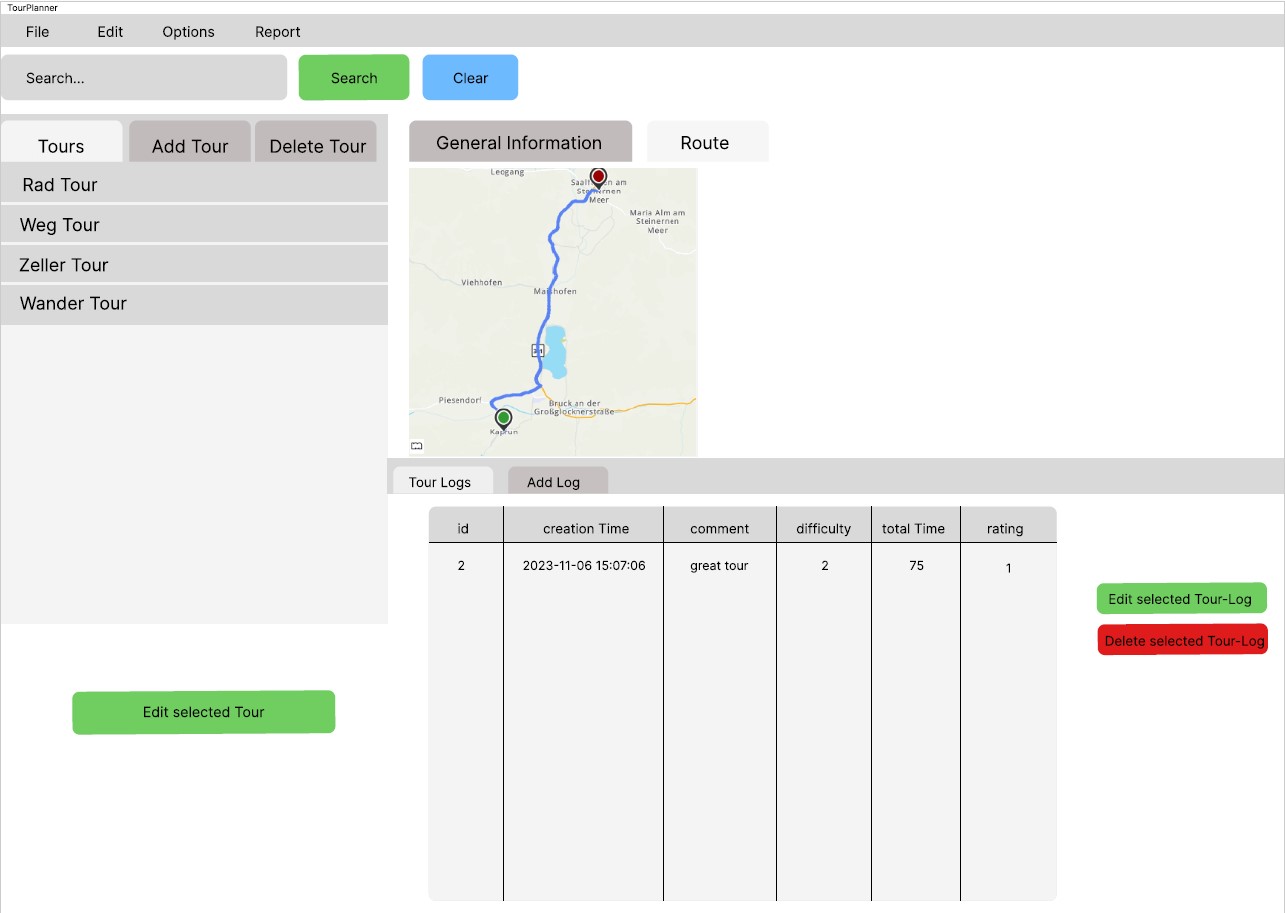 TourPlanner
File Edit Options Report
Search... Search Clear
Tours Add Tour Delete Tour
Rad Tour
Weg Tour
Zeller Tour
Wander Tour
Edit selected Tour
General Information Route
Leogang
am
Steinernen
Meer
Maria Alm am
Steinernen
Meer
Viehhofen
Maishofen
Piesendorf
Bruck an der
Großglocknerstraße
Kaprun
Tour Logs Add Log
id creation Time comment difficulty total Time rating
2 2023-11-06 15:07:06 great tour 2 75 1
Edit selected Tour-Log
Delete selected Tour-Log